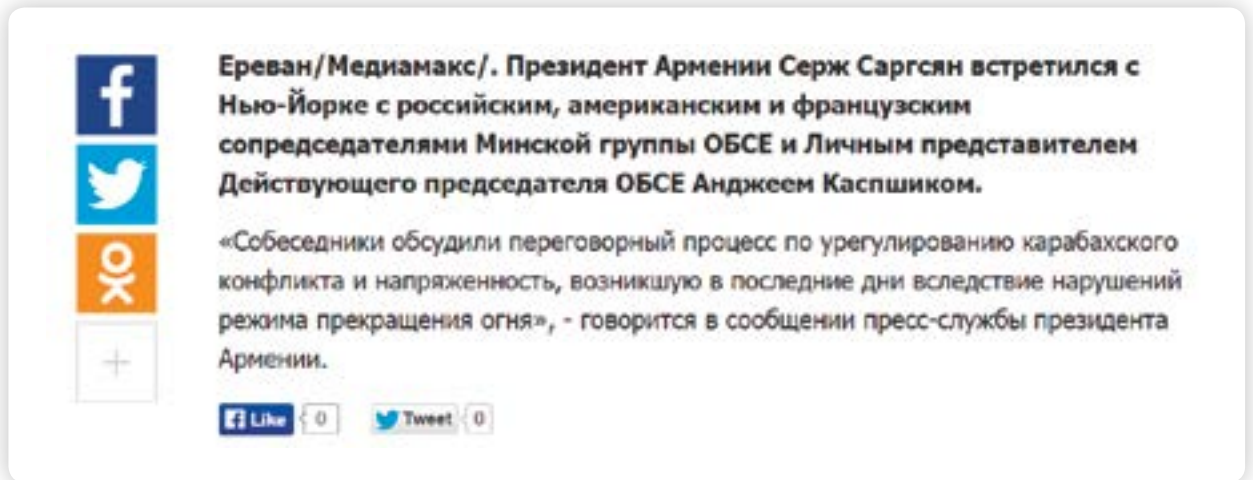 Ереван/Медиамакс/. Президент Армении Серж Саргсян встретился с
Нью-Йорке с российским, американским и французским
сопредседателями Минской группы ОБСЕ и Личным представителем
Действующего председателя ОБСЕ Анджеем Каспшиком.
«Собеседники обсудили переговорный процесс по урегулированию карабахского
конфликта и напряженность, возникшую в последние дни вследствие нарушений
режима прекращения огня», - говорится в сообщении пресс-службы президента
Армении.
Like 0 Tweet 0